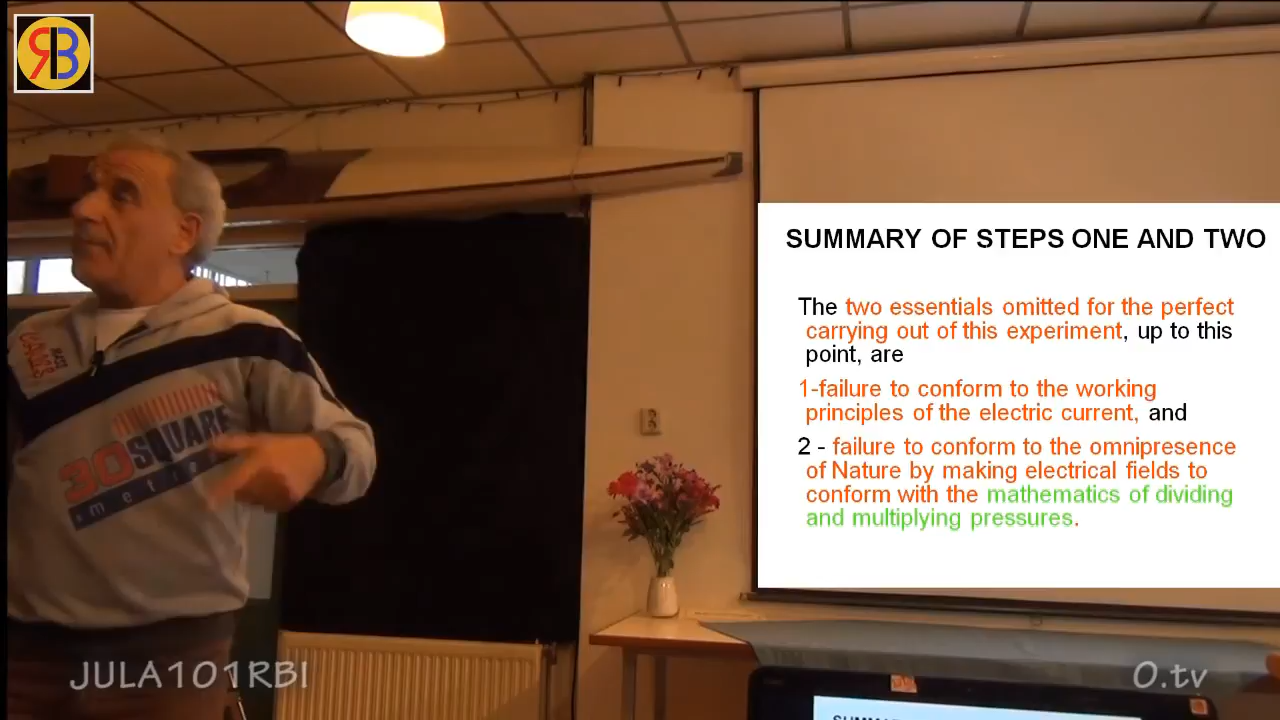 RB
SUMMARY OF STEPS ONE AND TWO
The two essentials omitted for the perfect
carrying out of this experiment, up to this
point, are
1-failure to conform to the working
principles of the electric current, and
2 - failure to conform to the omnipresence
of Nature by making electrical fields to
conform with the mathematics of dividing
and multiplying pressures.
30SQUARE
metri
JULA101RBI
O.tv